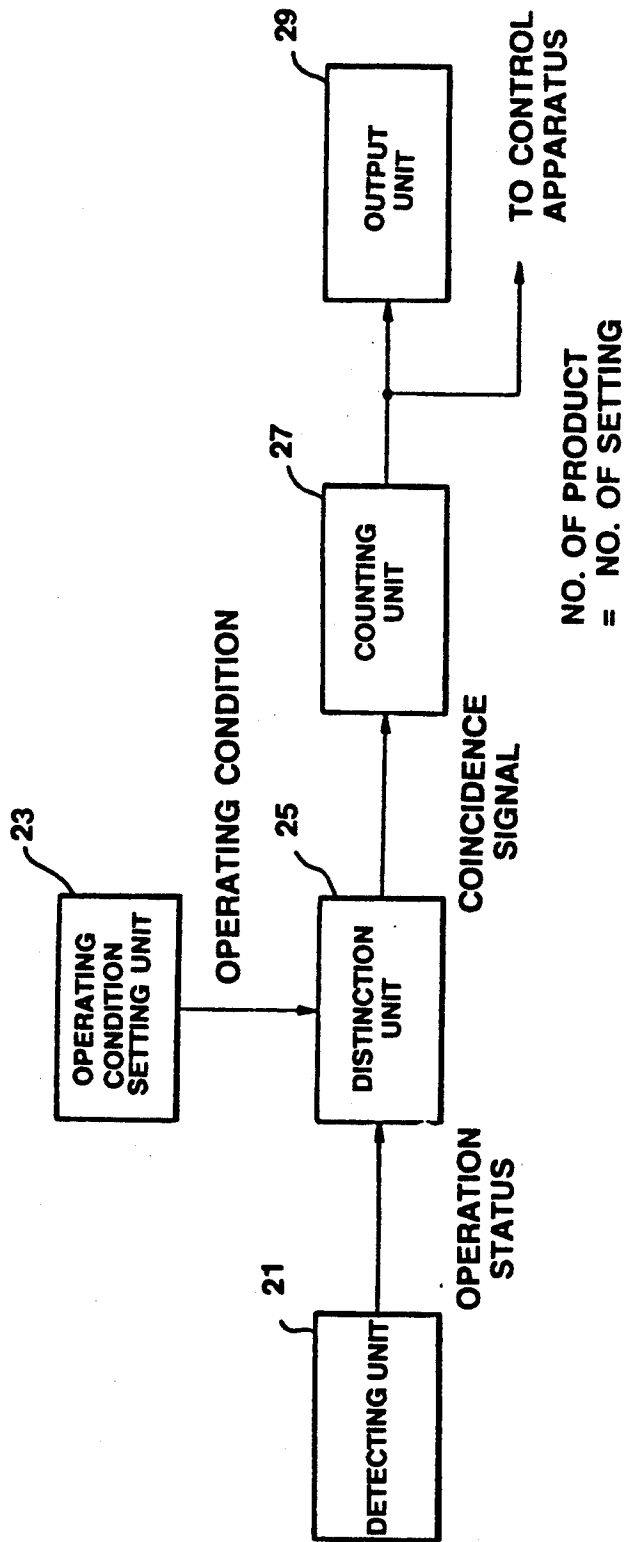 21
DETECTING UNIT
OPERATION
STATUS
23
OPERATING
CONDITION
SETTING UNIT
OPERATING CONDITION
25
DISTINCTION
UNIT
COINCIDENCE
SIGNAL
27
COUNTING
UNIT
NO. OF PRODUCT
= NO. OF SETTING
29
OUTPUT
UNIT
TO CONTROL
APPARATUS